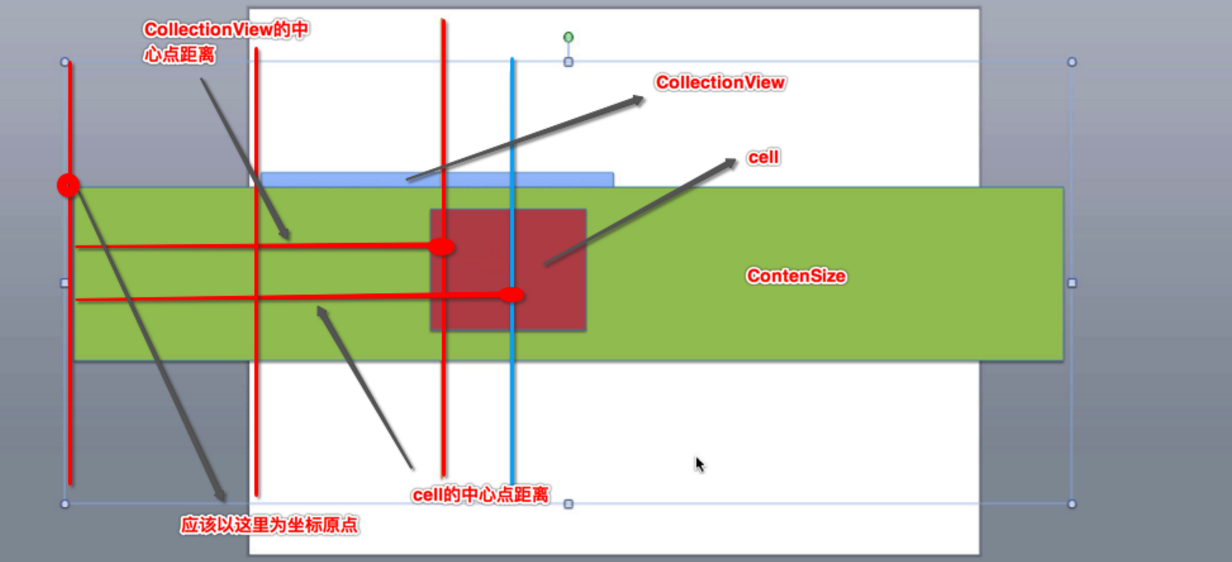 CollectionView的中
心点距离
CollectionView
cell
ContenSize
cell的中心点距离
应该以这里为坐标原点